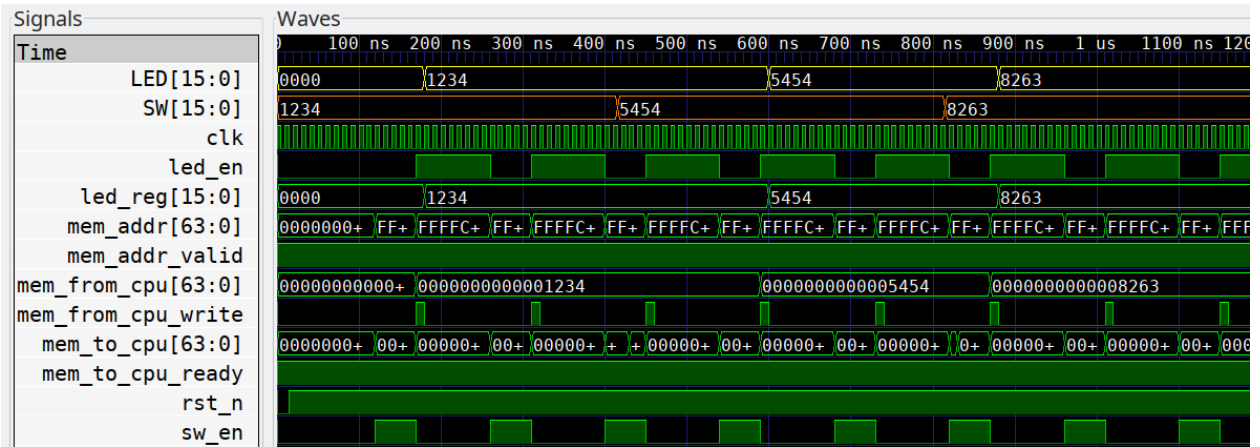 Signals Waves
Time 0 100 ns 200 ns 300 ns 400 ns 500 ns 600 ns 700 ns 800 ns 900 ns 1 us 1100 ns 120
LED[15:0] 0000 1234 5454 8263
SW[15:0] 1234 5454 8263
clk
led_en
led_reg[15:0] 0000 1234 5454 8263
mem_addr[63:0] 0000000+ FF+ FFFFC+ FF+ FFFFC+ FF+ FFFFC+ FF+ FFFFC+ FF+ FFFFC+ FF+ FFFFC+ FF+ FFFFC+ FF+ FFF
mem_addr_valid
mem_from_cpu[63:0] 00000000000+ 0000000000001234 0000000000005454 0000000000008263
mem_from_cpu_write
mem_to_cpu[63:0] 0000000+ 00+ 00000+ 00+ 00000+ + + 00000+ 00+ 00000+ 00+ 00000+ 0+ 00000+ 00+ 00000+ 00+ 000
mem_to_cpu_ready
rst_n
sw_en